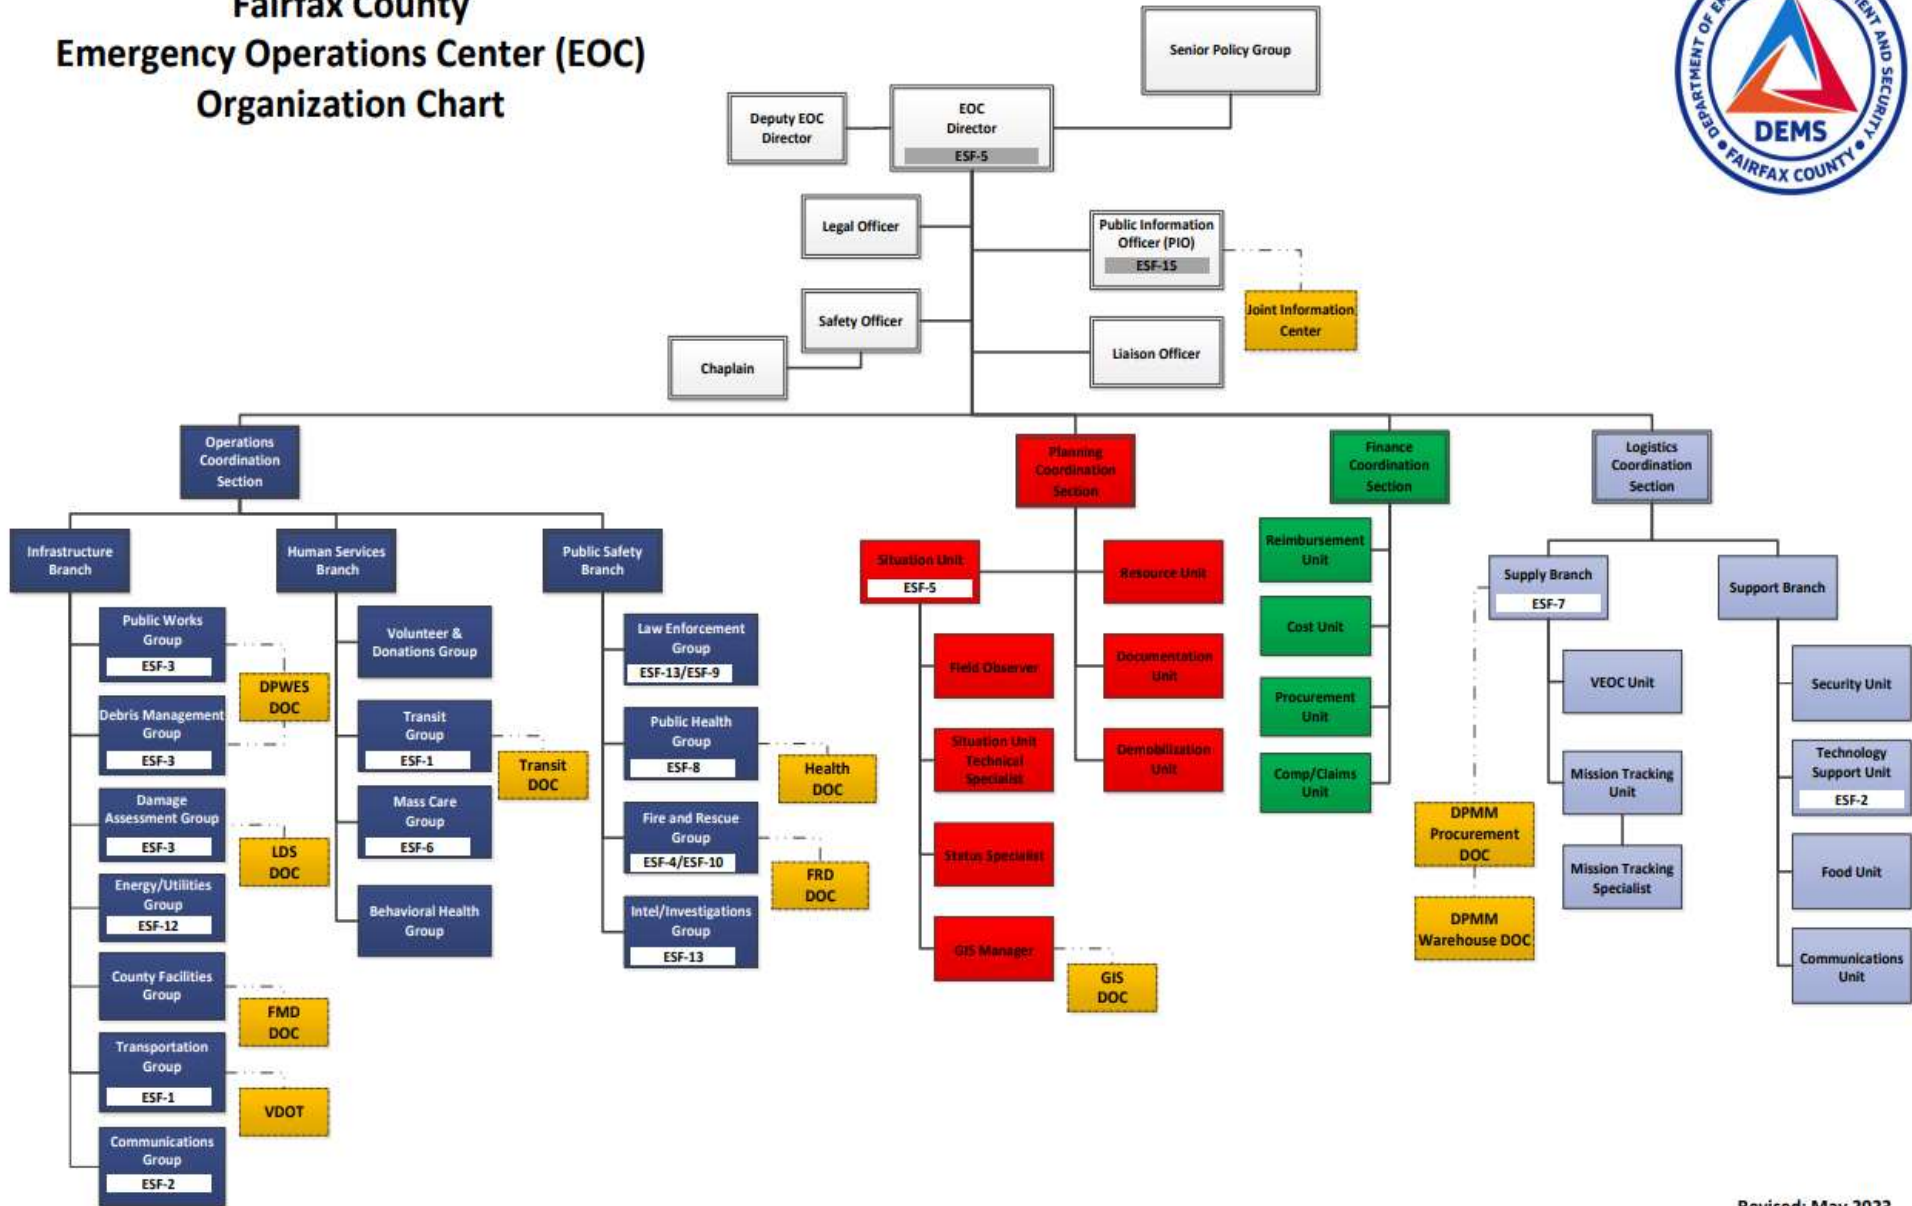 Fairfax County
Emergency Operations Center (EOC)
Organization Chart
DEPARTMENT OF
AND SECURITY
DEMS
FAIRFAX COUNTY
Senior Policy Group
Deputy EOC
Director
EOC
Director
ESF-5
Legal Officer
Public Information
Officer (PIO)
ESF-15
Safety Officer
Joint Information
Center
Chaplain
Liaison Officer
Operations
Coordination
Section
Planning
Coordination
Section
Finance
Coordination
Section
Logistics
Coordination
Section
Infrastructure
Branch
Human Services
Branch
Public Safety
Branch
Public Works
Group
ESF-3
DPWES
DOC
Debris Management
Group
ESF-3
Damage
Assessment Group
ESF-3
LDS
DOC
Energy/Utilities
Group
ESF-12
County Facilities
Group
FMD
DOC
Transportation
Group
ESF-1
VDOT
Communications
Group
ESF-2
Volunteer &
Donations Group
Transit
Group
ESF-1
Transit
DOC
Mass Care
Group
ESF-6
Behavioral Health
Group
Law Enforcement
Group
ESF-13/ESF-9
Public Health
Group
ESF-8
Health
DOC
Fire and Rescue
Group
ESF-4/ESF-10
FRD
DOC
Intel/Investigations
Group
ESF-13
Situation Unit
ESF-5
Resource Unit
Field Observer
Documentation
Unit
Situation Unit
Technical
Specialist
Demobilization
Unit
Status Specialist
GIS Manager
GIS
DOC
Reimbursement
Unit
Cost Unit
Procurement
Unit
Comp/Claims
Unit
Supply Branch
ESF-7
Support Branch
VEOC Unit
Mission Tracking
Unit
Mission Tracking
Specialist
DPMM
Procurement
DOC
DPMM
Warehouse DOC
Security Unit
Technology
Support Unit
ESF-2
Food Unit
Communications
Unit
Revised: May 2023